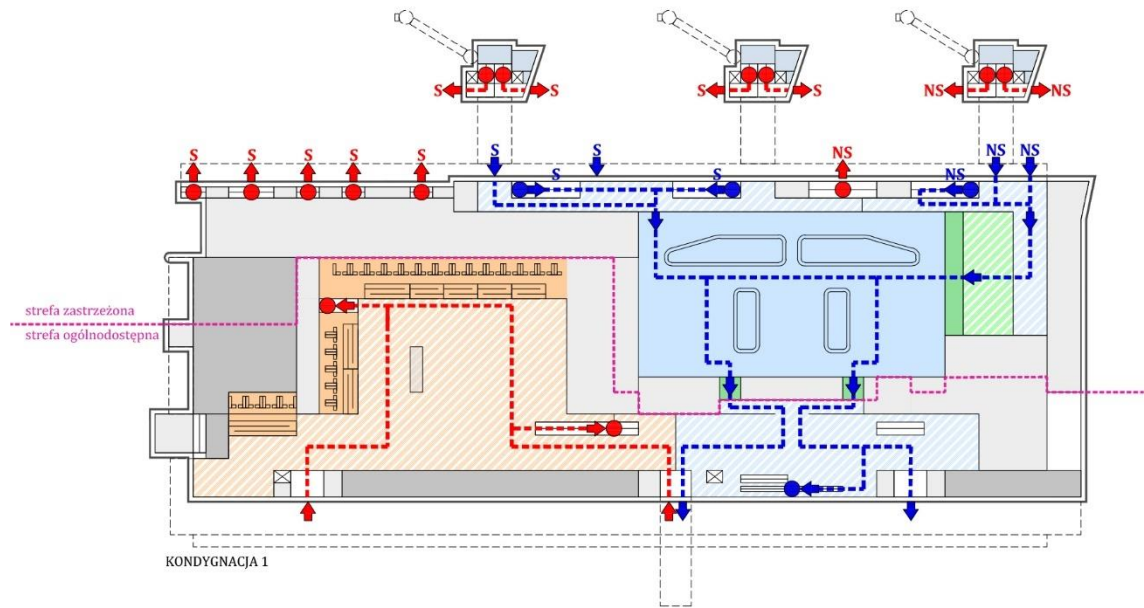 S S S S NS NS
S S S S S S S NS NS NS
S S NS
strefa zastrzeżona
strefa ogólnodostępna
KONDYGNACJA 1